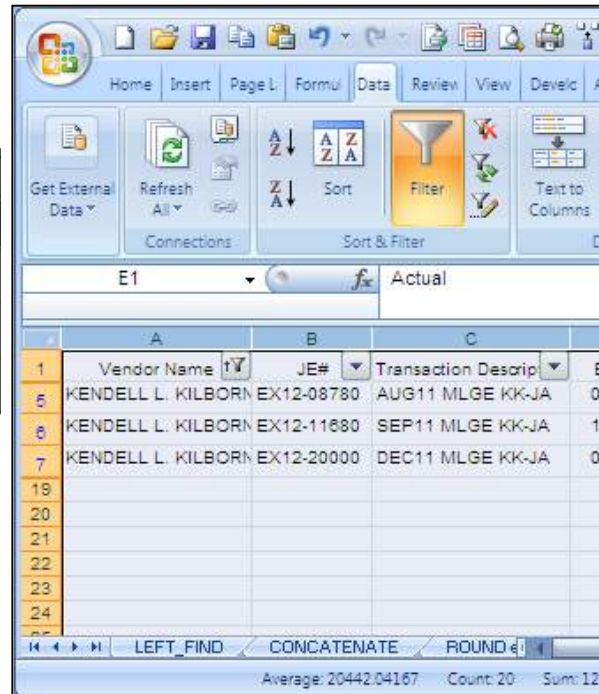 Home Insert Page L Formul Data Review View Develc A
Get External Data
Refresh All
Connections
A Z
Z A
A Z
Z A
Sort
Sort & Filter
Filter
Text to Columns
E1
fx Actual
A B C
1 Vendor Name JE# Transaction Descrip
5 KENDELL L. KILBORN EX12-08780 AUG11 MLGE KK-JA 0
6 KENDELL L. KILBORN EX12-11680 SEP11 MLGE KK-JA 1
7 KENDELL L. KILBORN EX12-20000 DEC11 MLGE KK-JA 0
19
20
21
22
23
24
LEFT_FIND CONCATENATE ROUND e
Average: 20442.04167 Count: 20 Sum: 12